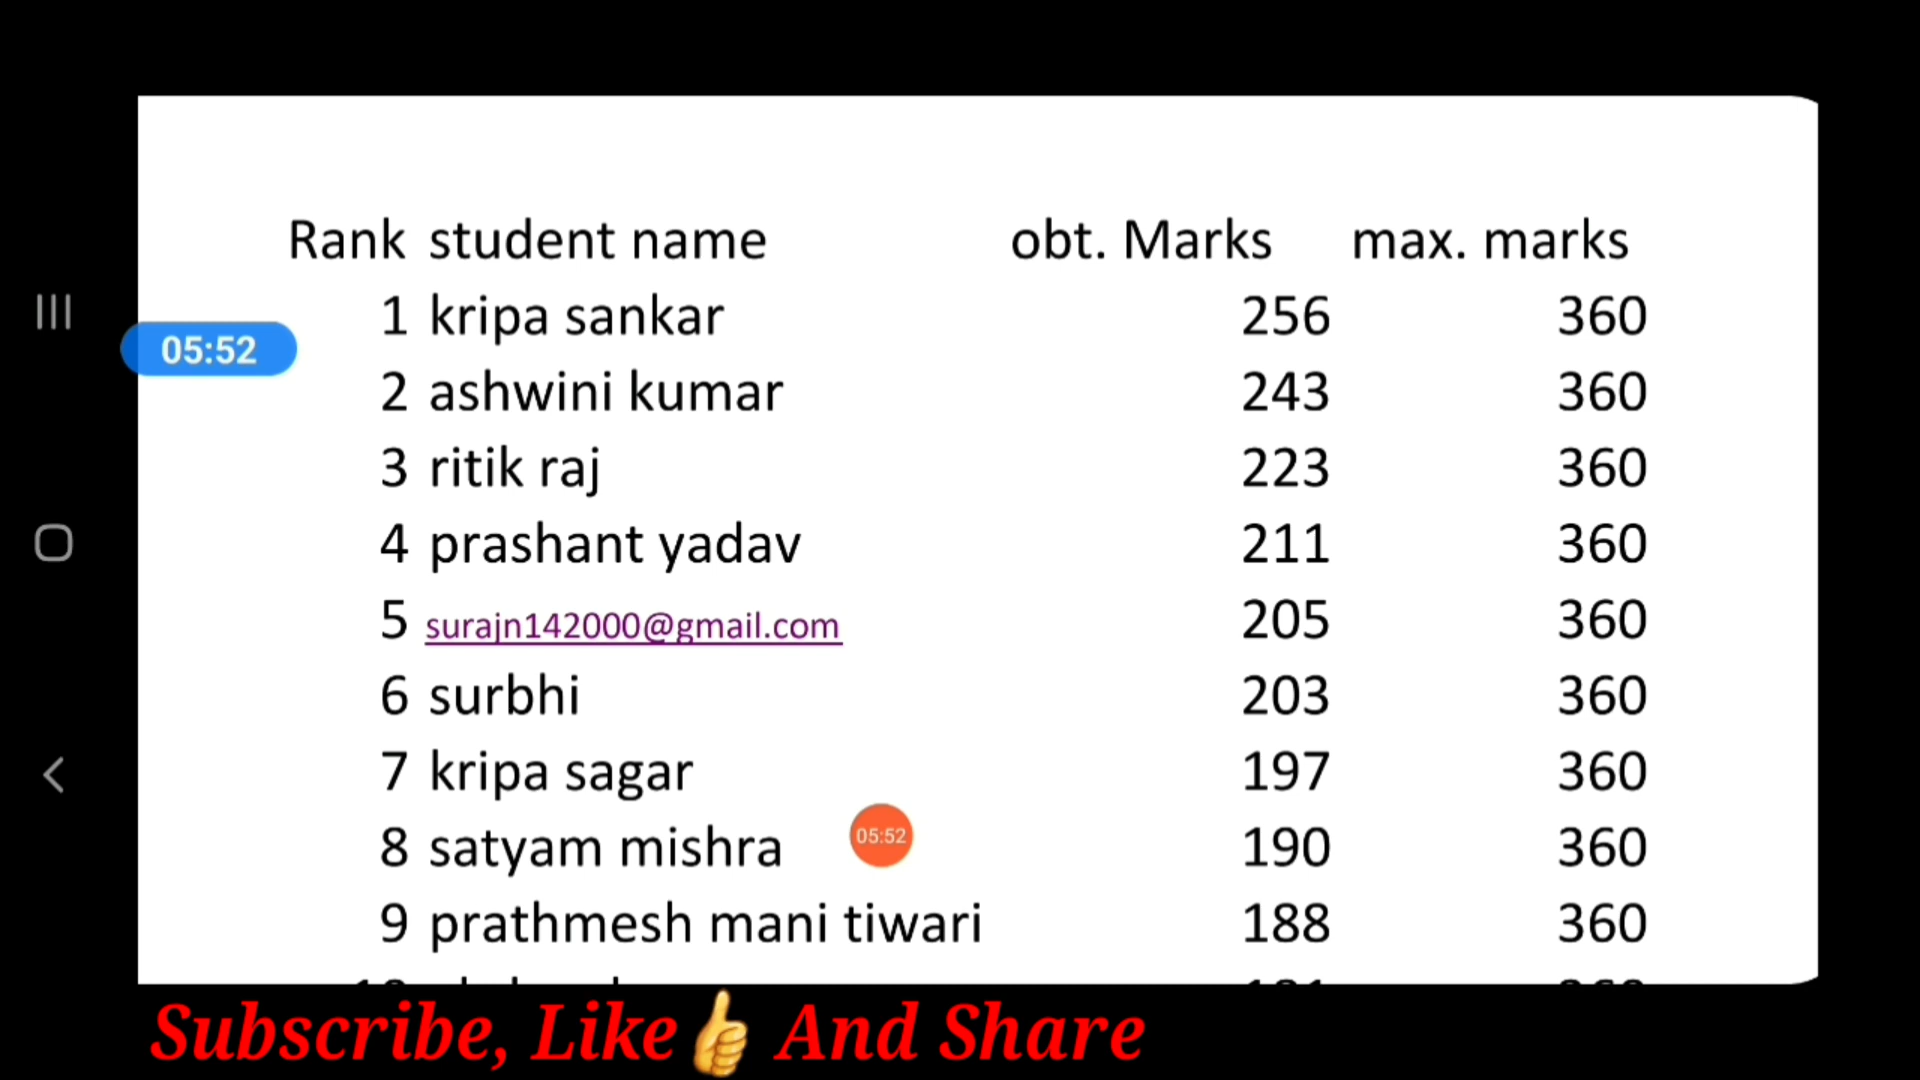 Rank student name obt. Marks max. marks
1 kripa sankar 256 360
05:52
2 ashwini kumar 243 360
3 ritik raj 223 360
4 prashant yadav 211 360
5 surajn142000@gmail.com 205 360
6 surbhi 203 360
7 kripa sagar 197 360
8 satyam mishra 190 360
05:52
9 prathmesh mani tiwari 188 360
Subscribe, Like👍 And Share